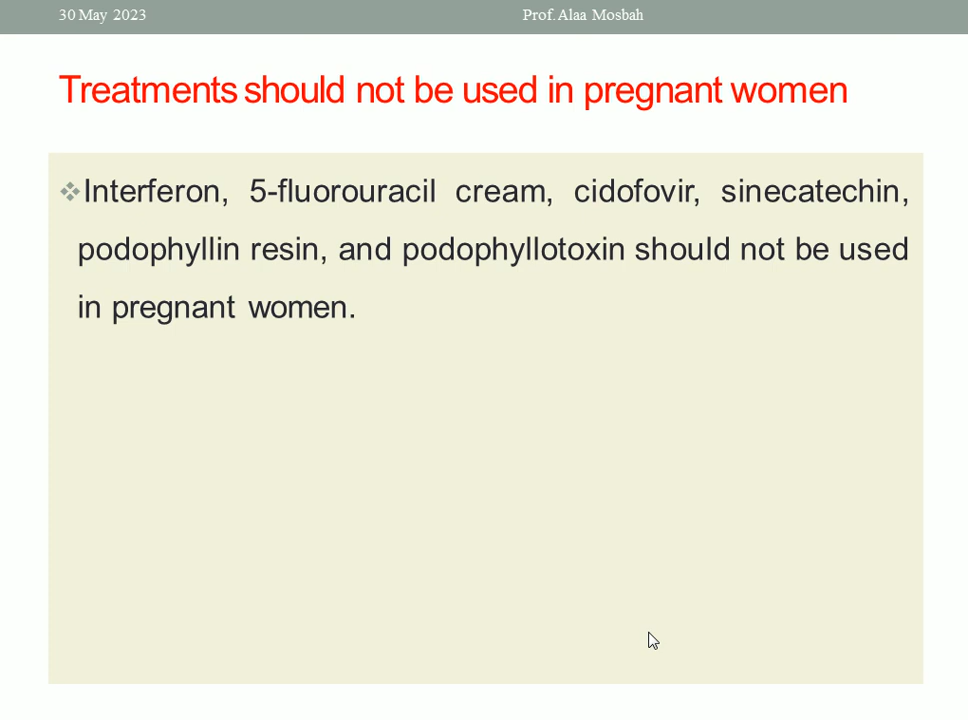 30 May 2023 Prof. Alaa Mosbah
Treatments should not be used in pregnant women
❖Interferon, 5-fluorouracil cream, cidofovir, sinecatechin,
podophyllin resin, and podophyllotoxin should not be used
in pregnant women.